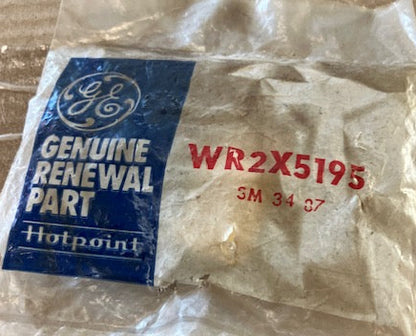 GE
GENUINE
RENEWAL
PART
Hotpoint
WR2X5195
SM 34 87